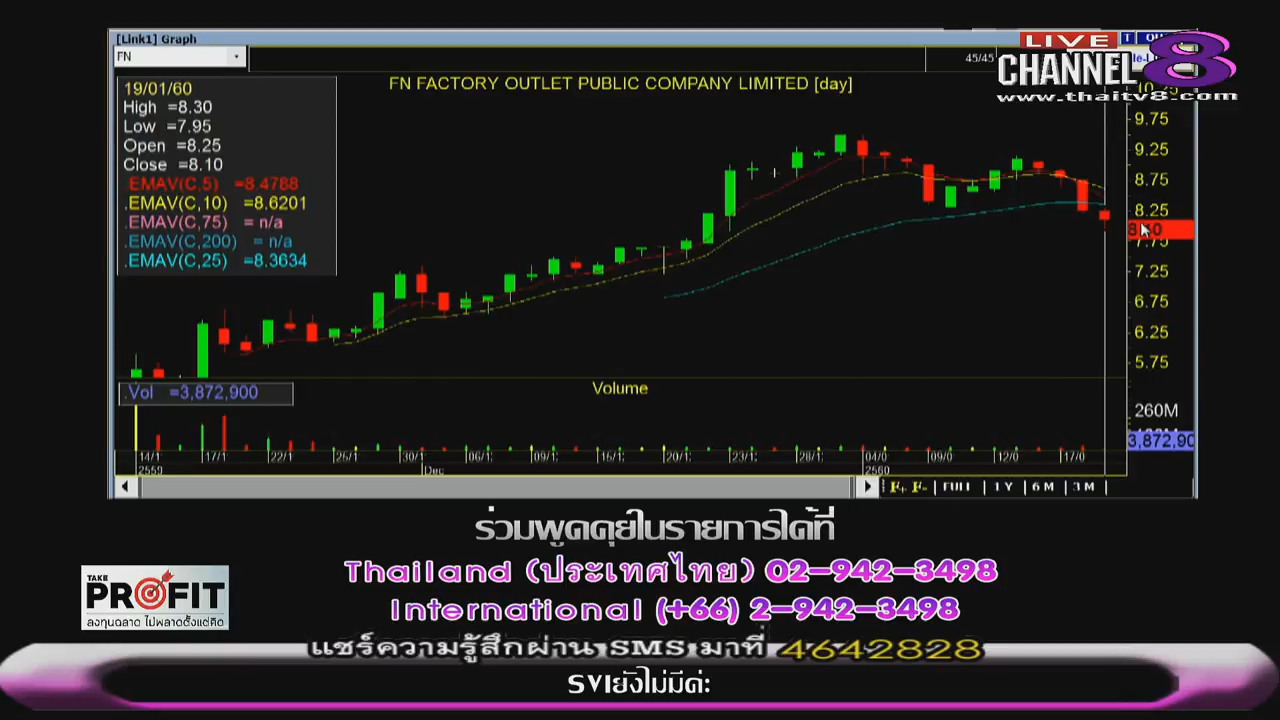 [Link1] Graph
FN
45/45
LIVE
CHANNEL 8
www.thaitv8.com
FN FACTORY OUTLET PUBLIC COMPANY LIMITED [day]
19/01/60
High =8.30
Low =7.95
Open =8.25
Close =8.10
.EMAV(C,5) =8.4788
.EMAV(C,10) =8.6201
.EMAV(C,75) = n/a
.EMAV(C,200) = n/a
.EMAV(C,25) =8.3634
9.75
9.25
8.75
8.25
7.75
7.25
6.75
6.25
5.75
.Vol =3,872,900
Volume
260M
3,872,90
14/1 17/1 22/1 25/1 30/1 06/1 09/1 15/1 20/1 23/1 28/1 04/0 09/0 12/0 17/0
2559 Dec 2560
F+ F- FULL 1 Y 6 M 3 M
ร่วมพูดคุยในรายการได้ที่
Thailand (ประเทศไทย) 02-942-3498
International (+66) 2-942-3498
TAKE
PROFIT
ลงทุนฉลาด ไม่พลาดตั้งแต่คิด
แชร์ความรู้สึกผ่าน SMS มาที่ 4642828
SVIยังไม่มีค่ะ